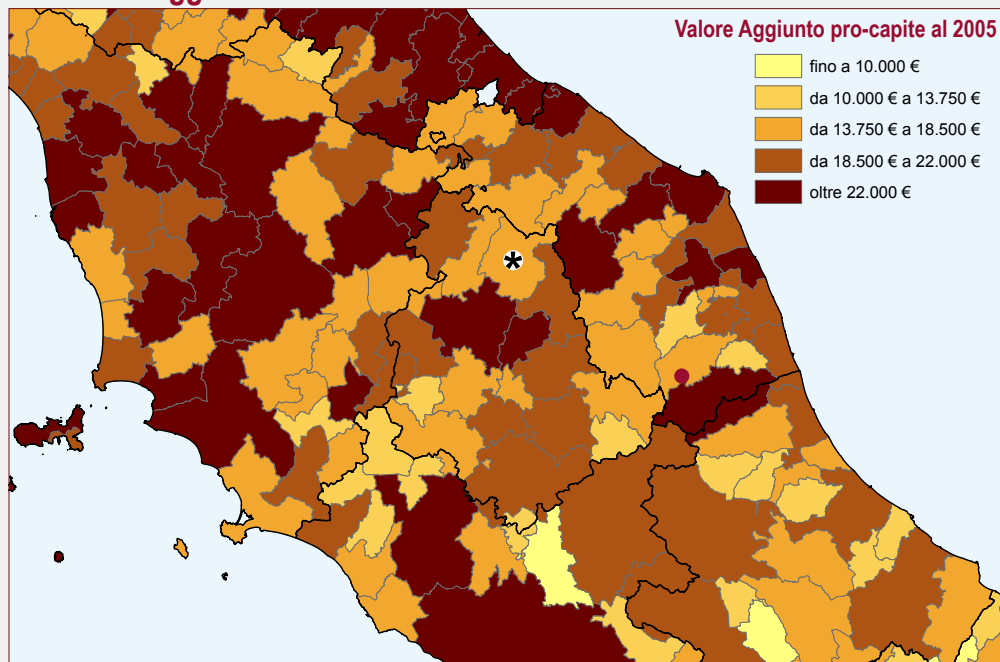 Valore Aggiunto pro-capite al 2005
fino a 10.000 €
da 10.000 € a 13.750 €
da 13.750 € a 18.500 €
da 18.500 € a 22.000 €
oltre 22.000 €
*